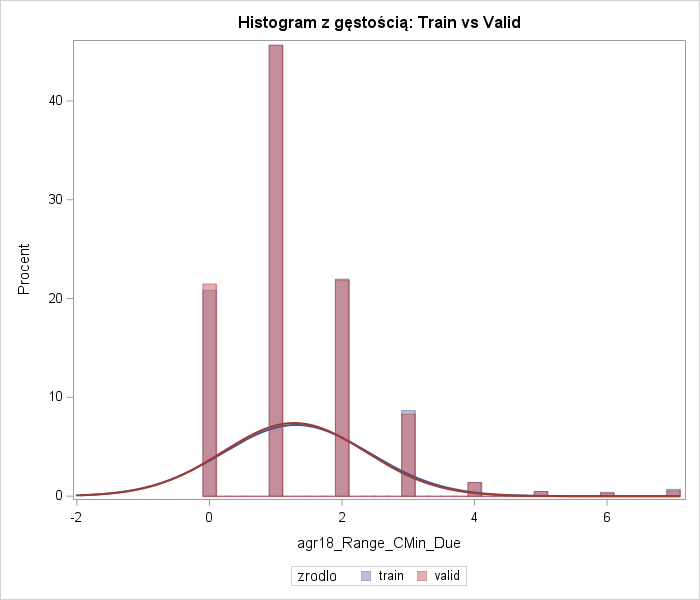 Histogram z gęstością: Train vs Valid
40
30
20
10
0
Procent
-2 0 2 4 6
agr18_Range_CMin_Due
zrodlo train valid